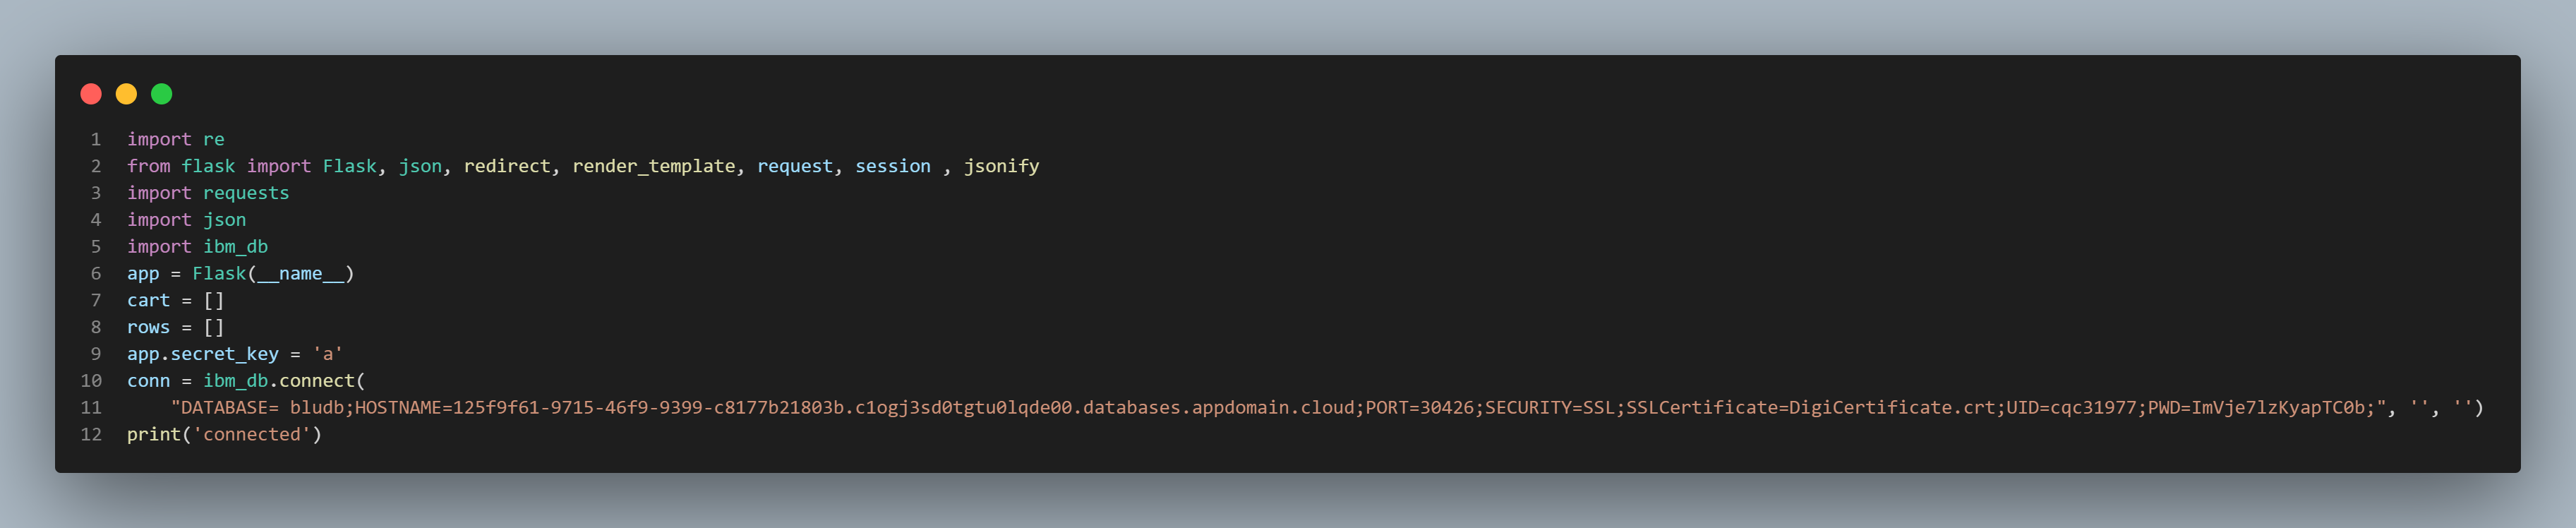 1 import re
2 from flask import Flask, json, redirect, render_template, request, session , jsonify
3 import requests
4 import json
5 import ibm_db
6 app = Flask(__name__)
7 cart = []
8 rows = []
9 app.secret_key = 'a'
10 conn = ibm_db.connect(
11     "DATABASE= bludb;HOSTNAME=125f9f61-9715-46f9-9399-c8177b21803b.c1ogj3sd0tgtu0lqde00.databases.appdomain.cloud;PORT=30426;SECURITY=SSL;SSLCertificate=DigiCertificate.crt;UID=cqc31977;PWD=ImVje7lzKyapTC0b;", '', '')
12 print('connected')